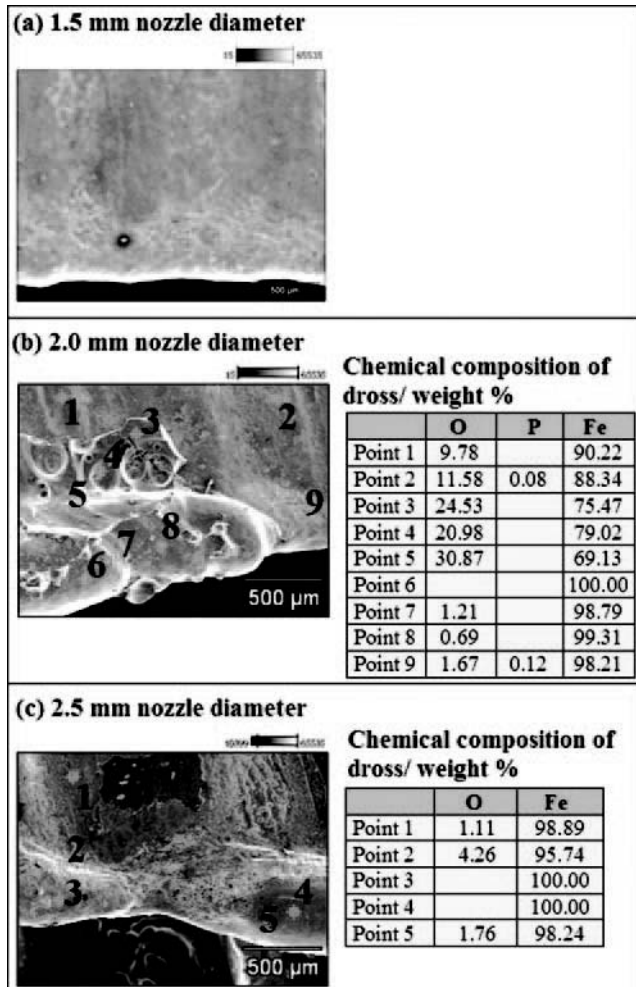 (a) 1.5 mm nozzle diameter
15 65535
500 µm
(b) 2.0 mm nozzle diameter
15 65535
1 2 3 4 5 6 7 8 9
500 µm
Chemical composition of
dross/ weight %
O P Fe
Point 1 9.78 90.22
Point 2 11.58 0.08 88.34
Point 3 24.53 75.47
Point 4 20.98 79.02
Point 5 30.87 69.13
Point 6 100.00
Point 7 1.21 98.79
Point 8 0.69 99.31
Point 9 1.67 0.12 98.21
(c) 2.5 mm nozzle diameter
65535
1 2 3 4 5
500 µm
Chemical composition of
dross/ weight %
O Fe
Point 1 1.11 98.89
Point 2 4.26 95.74
Point 3 100.00
Point 4 100.00
Point 5 1.76 98.24